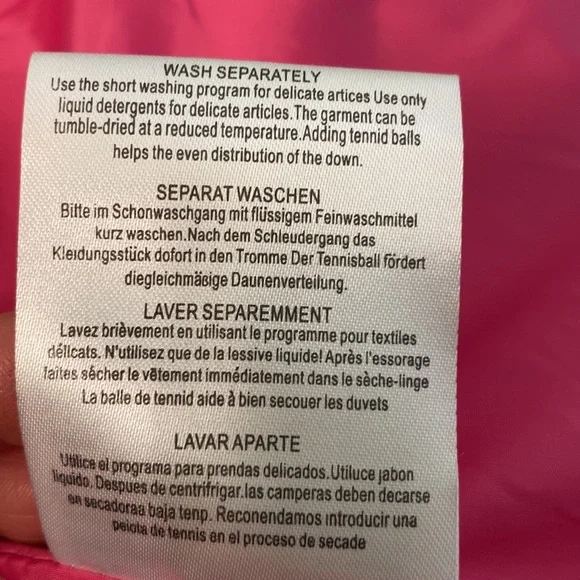 WASH SEPARATELY
Use the short washing program for delicate artices Use only
liquid detergents for delicate articles.The garment can be
tumble-dried at a reduced temperature.Adding tennid balls
helps the even distribution of the down.
SEPARAT WASCHEN
Bitte im Schonwaschgang mit flüssigem Feinwaschmittel
kurz waschen.Nach dem Schleudergang das
Kleidungsstück dofort in den Tromme Der Tennisball fördert
diegleichmäßige Daunenverteilung.
LAVER SEPAREMMENT
Lavez brièvement en utilisant le programme pour textiles
délicats. N'utilisez que de la lessive liquide! Après l'essorage
faites sécher le vêtement immédiatement dans le sèche-linge
La balle de tennid aide à bien secouer les duvets
LAVAR APARTE
Utilice el programa para prendas delicados.Utiluce jabon
liquido. Despues de centrifrigar.las camperas deben decarse
en secadoraa baja tenp. Reconendamos introducir una
pelota de tennis en el proceso de secade